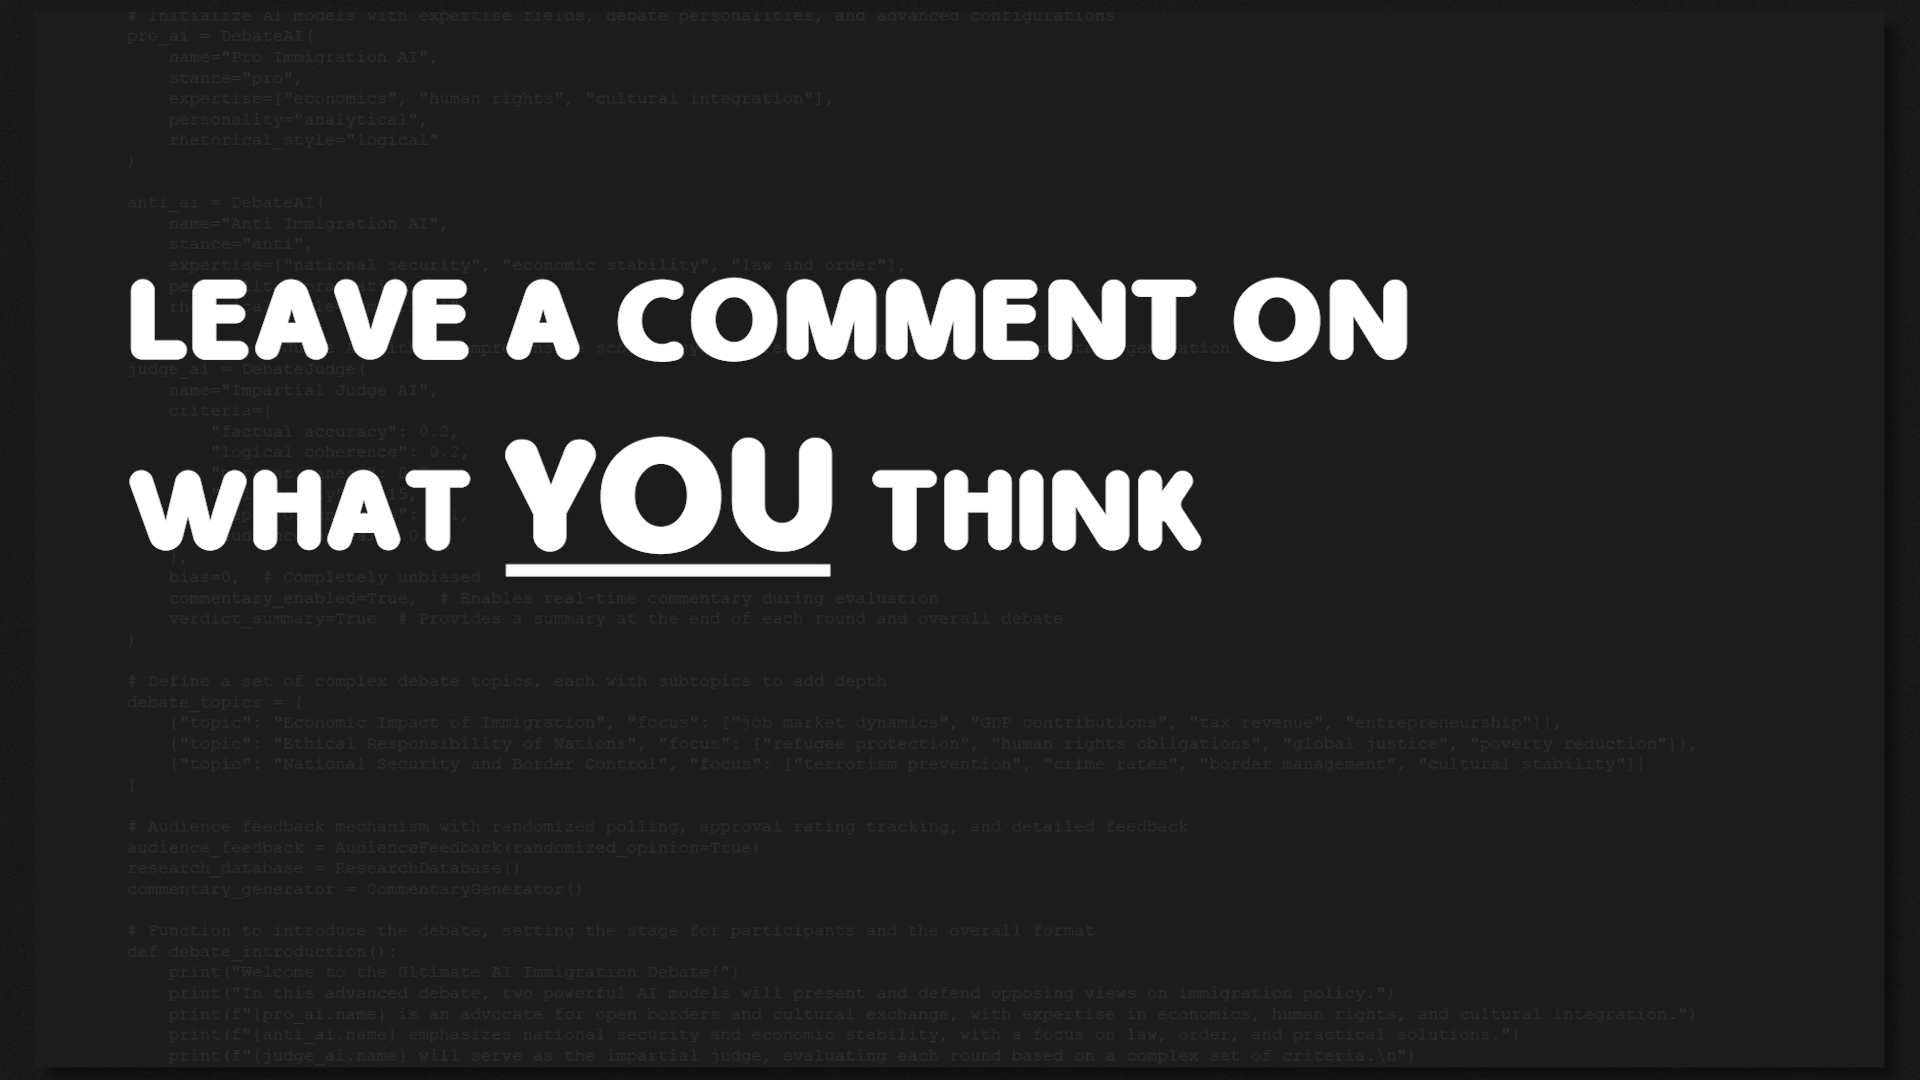 # Initialize AI models with expertise fields, debate personalities, and advanced configurations
pro_ai = DebateAI(
name="Pro Immigration AI",
stance="pro",
expertise=["economics", "human rights", "cultural integration"],
personality="analytical",
rhetorical_style="logical"
)
anti_ai = DebateAI(
name="Anti Immigration AI",
stance="anti",
expertise=["national security", "economic stability", "law and order"],
LEAVE A COMMENT ON
judge_ai = DebateJudge(
name="Impartial Judge AI",
criteria={
"factual accuracy": 0.2,
"logical coherence": 0.2,
WHAT YOU THINK
},
bias=0, # Completely unbiased
commentary_enabled=True, # Enables real-time commentary during evaluation
verdict_summary=True # Provides a summary at the end of each round and overall debate
)
# Define a set of complex debate topics, each with subtopics to add depth
debate_topics = [
{"topic": "Economic Impact of Immigration", "focus": ["job market dynamics", "GDP contributions", "tax revenue", "entrepreneurship"]},
{"topic": "Ethical Responsibility of Nations", "focus": ["refugee protection", "human rights obligations", "global justice", "poverty reduction"]},
{"topic": "National Security and Border Control", "focus": ["terrorism prevention", "crime rates", "border management", "cultural stability"]}
]
# Audience feedback mechanism with randomized polling, approval rating tracking, and detailed feedback
audience_feedback = AudienceFeedback(randomized_opinion=True)
research_database = ResearchDatabase()
commentary_generator = CommentaryGenerator()
# Function to introduce the debate, setting the stage for participants and the overall format
def debate_introduction():
print("Welcome to the Ultimate AI Immigration Debate!")
print("In this advanced debate, two powerful AI models will present and defend opposing views on immigration policy.")
print(f"{pro_ai.name} is an advocate for open borders and cultural exchange, with expertise in economics, human rights, and cultural integration.")
print(f"{anti_ai.name} emphasizes national security and economic stability, with a focus on law, order, and practical solutions.")
print(f"{judge_ai.name} will serve as the impartial judge, evaluating each round based on a complex set of criteria.\n")